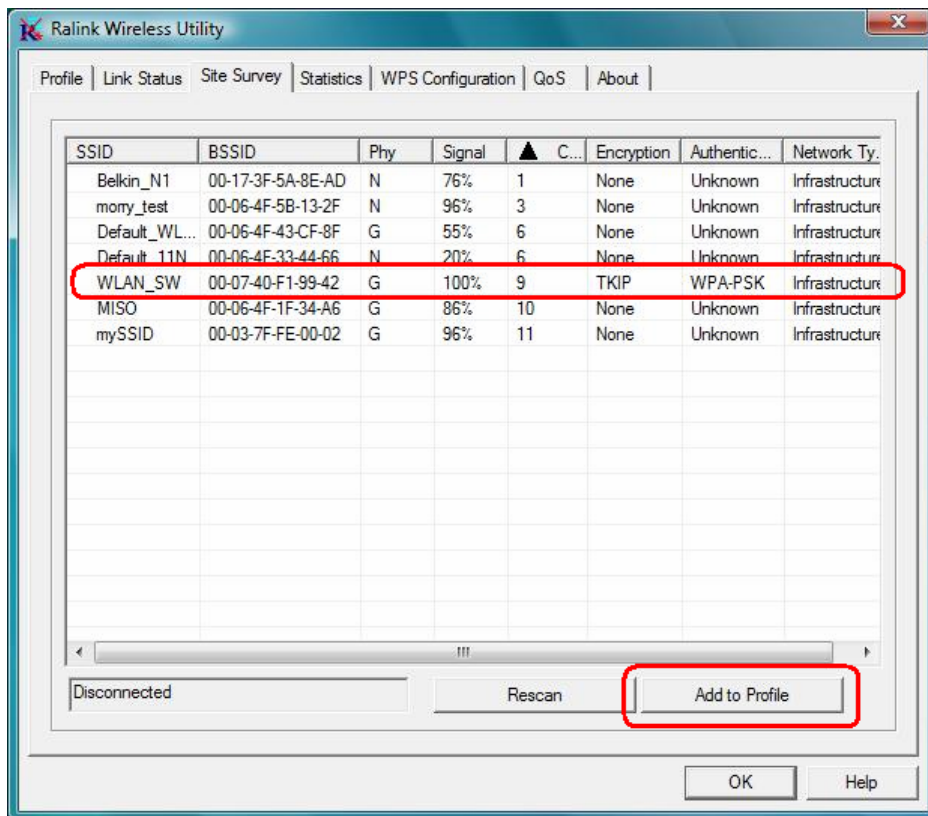 Ralink Wireless Utility
Profile Link Status Site Survey Statistics WPS Configuration QoS About
SSID BSSID Phy Signal ▲ C... Encryption Authentic... Network Ty.
Belkin_N1 00-17-3F-5A-8E-AD N 76% 1 None Unknown Infrastructure
morry_test 00-06-4F-5B-13-2F N 96% 3 None Unknown Infrastructure
Default_WL... 00-06-4F-43-CF-8F G 55% 6 None Unknown Infrastructure
Default_11N 00-06-4F-33-44-66 N 20% 6 None Unknown Infrastructure
WLAN_SW 00-07-40-F1-99-42 G 100% 9 TKIP WPA-PSK Infrastructure
MISO 00-06-4F-1F-34-A6 G 86% 10 None Unknown Infrastructure
mySSID 00-03-7F-FE-00-02 G 96% 11 None Unknown Infrastructure
Disconnected Rescan Add to Profile
OK Help